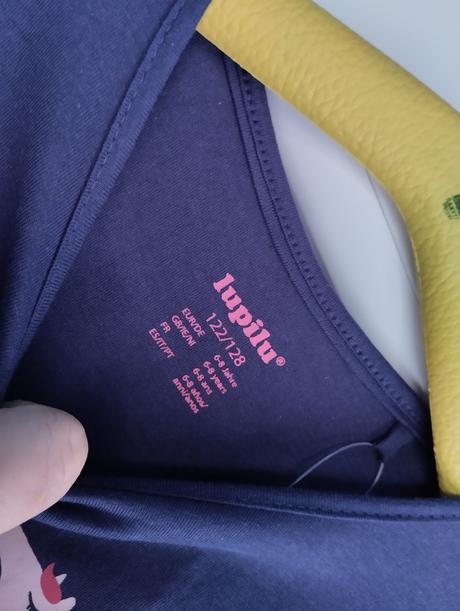 lupilu®
122/128
EUR/DE 6-8 Jahre
GB/IE/NI 6-8 years
FR 6-8 ans
ES/IT/PT 6-8 años/
anni/anos